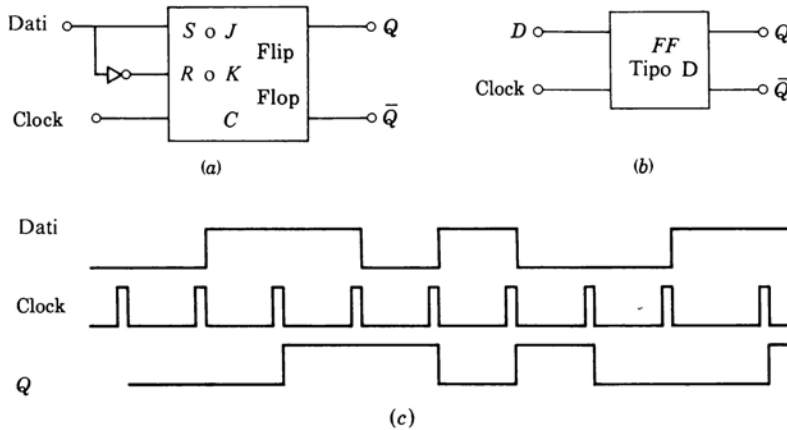 Dati S o J Q
Flip
R o K
Flop
Clock C Q̄
(a)
D FF Q
Tipo D
Clock Q̄
(b)
Dati
Clock
Q
(c)